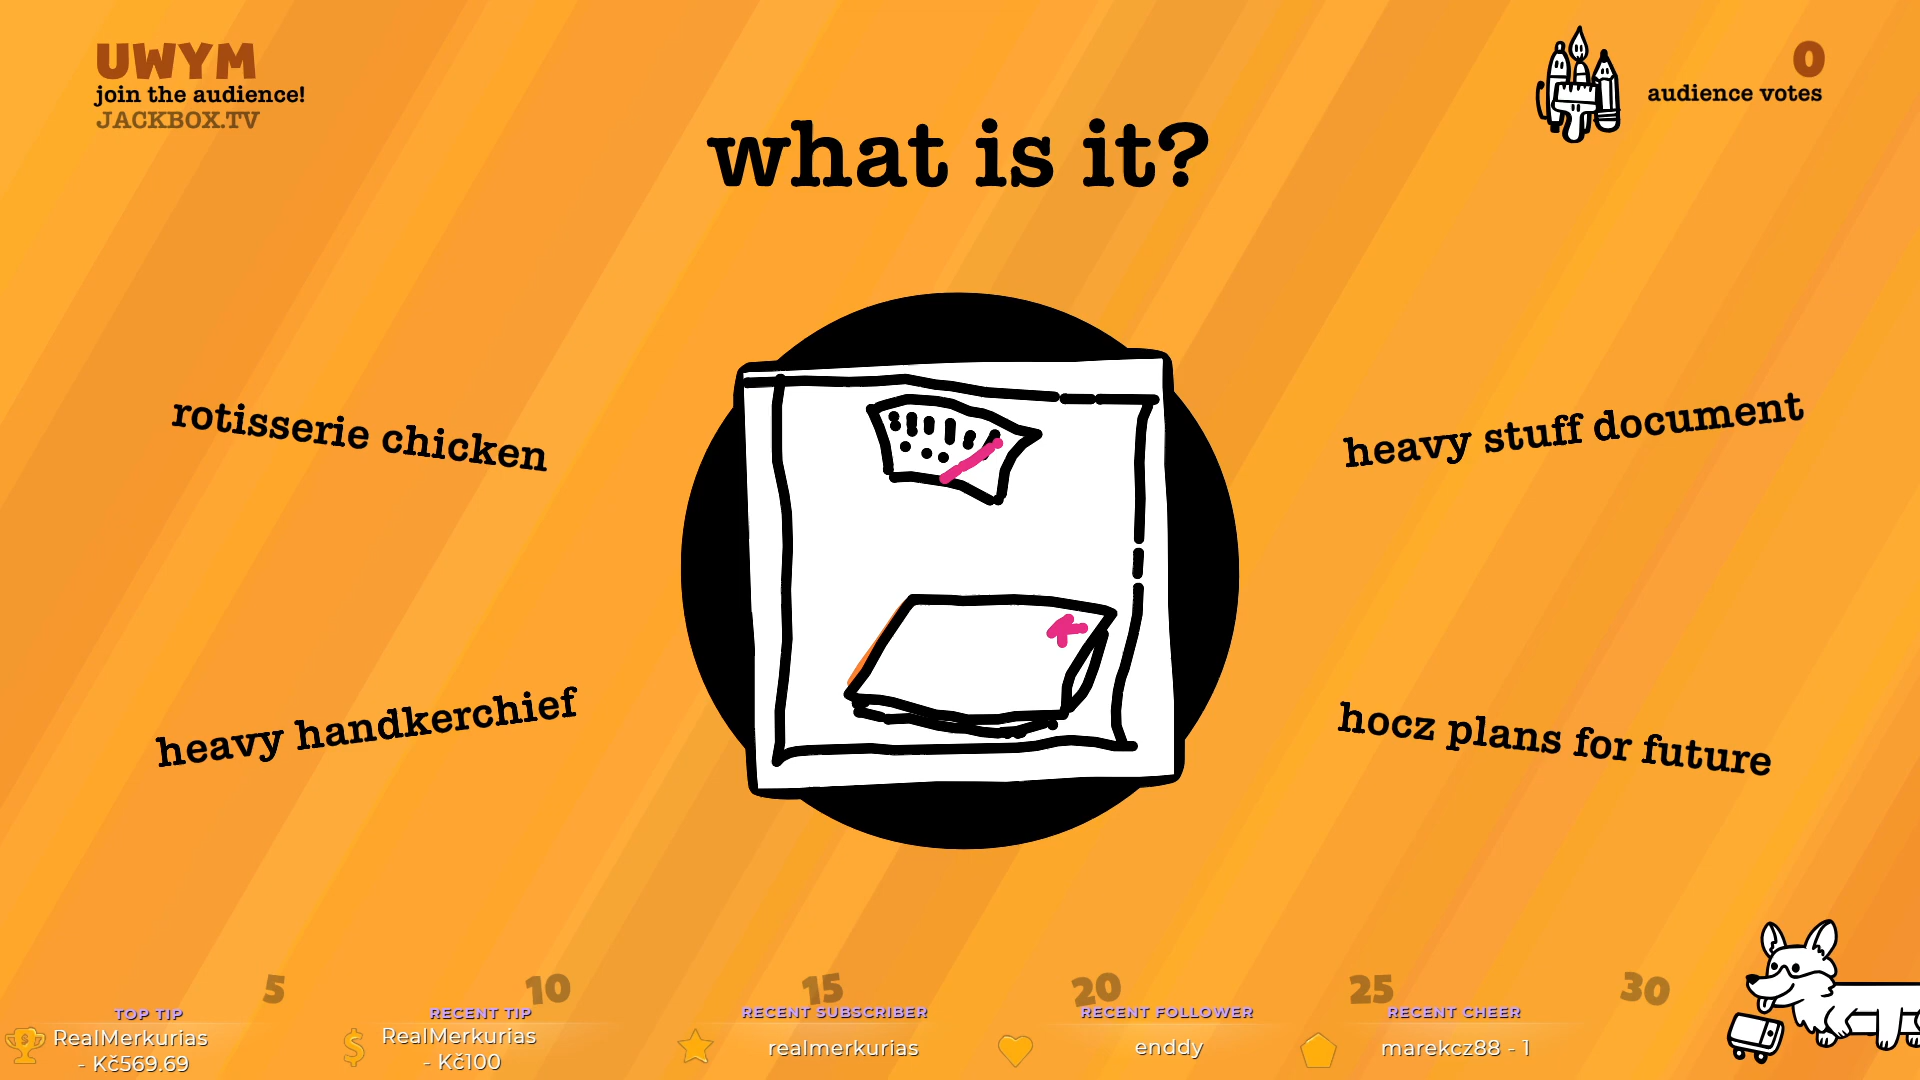 UWYM
join the audience!
JACKBOX.TV
0
audience votes
what is it?
rotisserie chicken
heavy stuff document
heavy handkerchief
hocz plans for future
5
10
15
20
25
30
TOP TIP
RealMerkurias
- Kč569.69
RECENT TIP
RealMerkurias
- Kč100
RECENT SUBSCRIBER
realmerkurias
RECENT FOLLOWER
enddy
RECENT CHEER
marekcz88 - 1